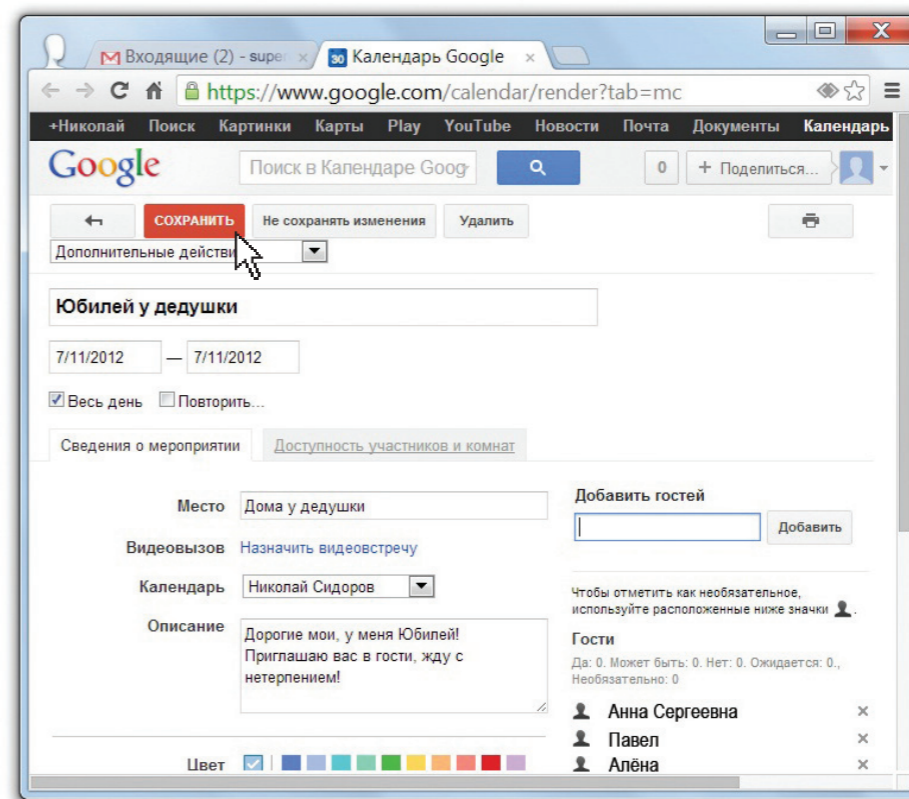 Входящие (2) - super
30 Календарь Google
https://www.google.com/calendar/render?tab=mc
+Николай Поиск Картинки Карты Play YouTube Новости Почта Документы Календарь
Google Поиск в Календаре Goog 0 + Поделиться...
СОХРАНИТЬ Не сохранять изменения Удалить
Дополнительные действи
Юбилей у дедушки
7/11/2012 — 7/11/2012
Весь день Повторить...
Сведения о мероприятии Доступность участников и комнат
Место Дома у дедушки
Видеовызов Назначить видеовстречу
Календарь Николай Сидоров
Описание Дорогие мои, у меня Юбилей!
Приглашаю вас в гости, жду с
нетерпением!
Цвет
Добавить гостей
Добавить
Чтобы отметить как необязательное,
используйте расположенные ниже значки .
Гости
Да: 0. Может быть: 0. Нет: 0. Ожидается: 0.,
Необязательно: 0
Анна Сергеевна
Павел
Алёна